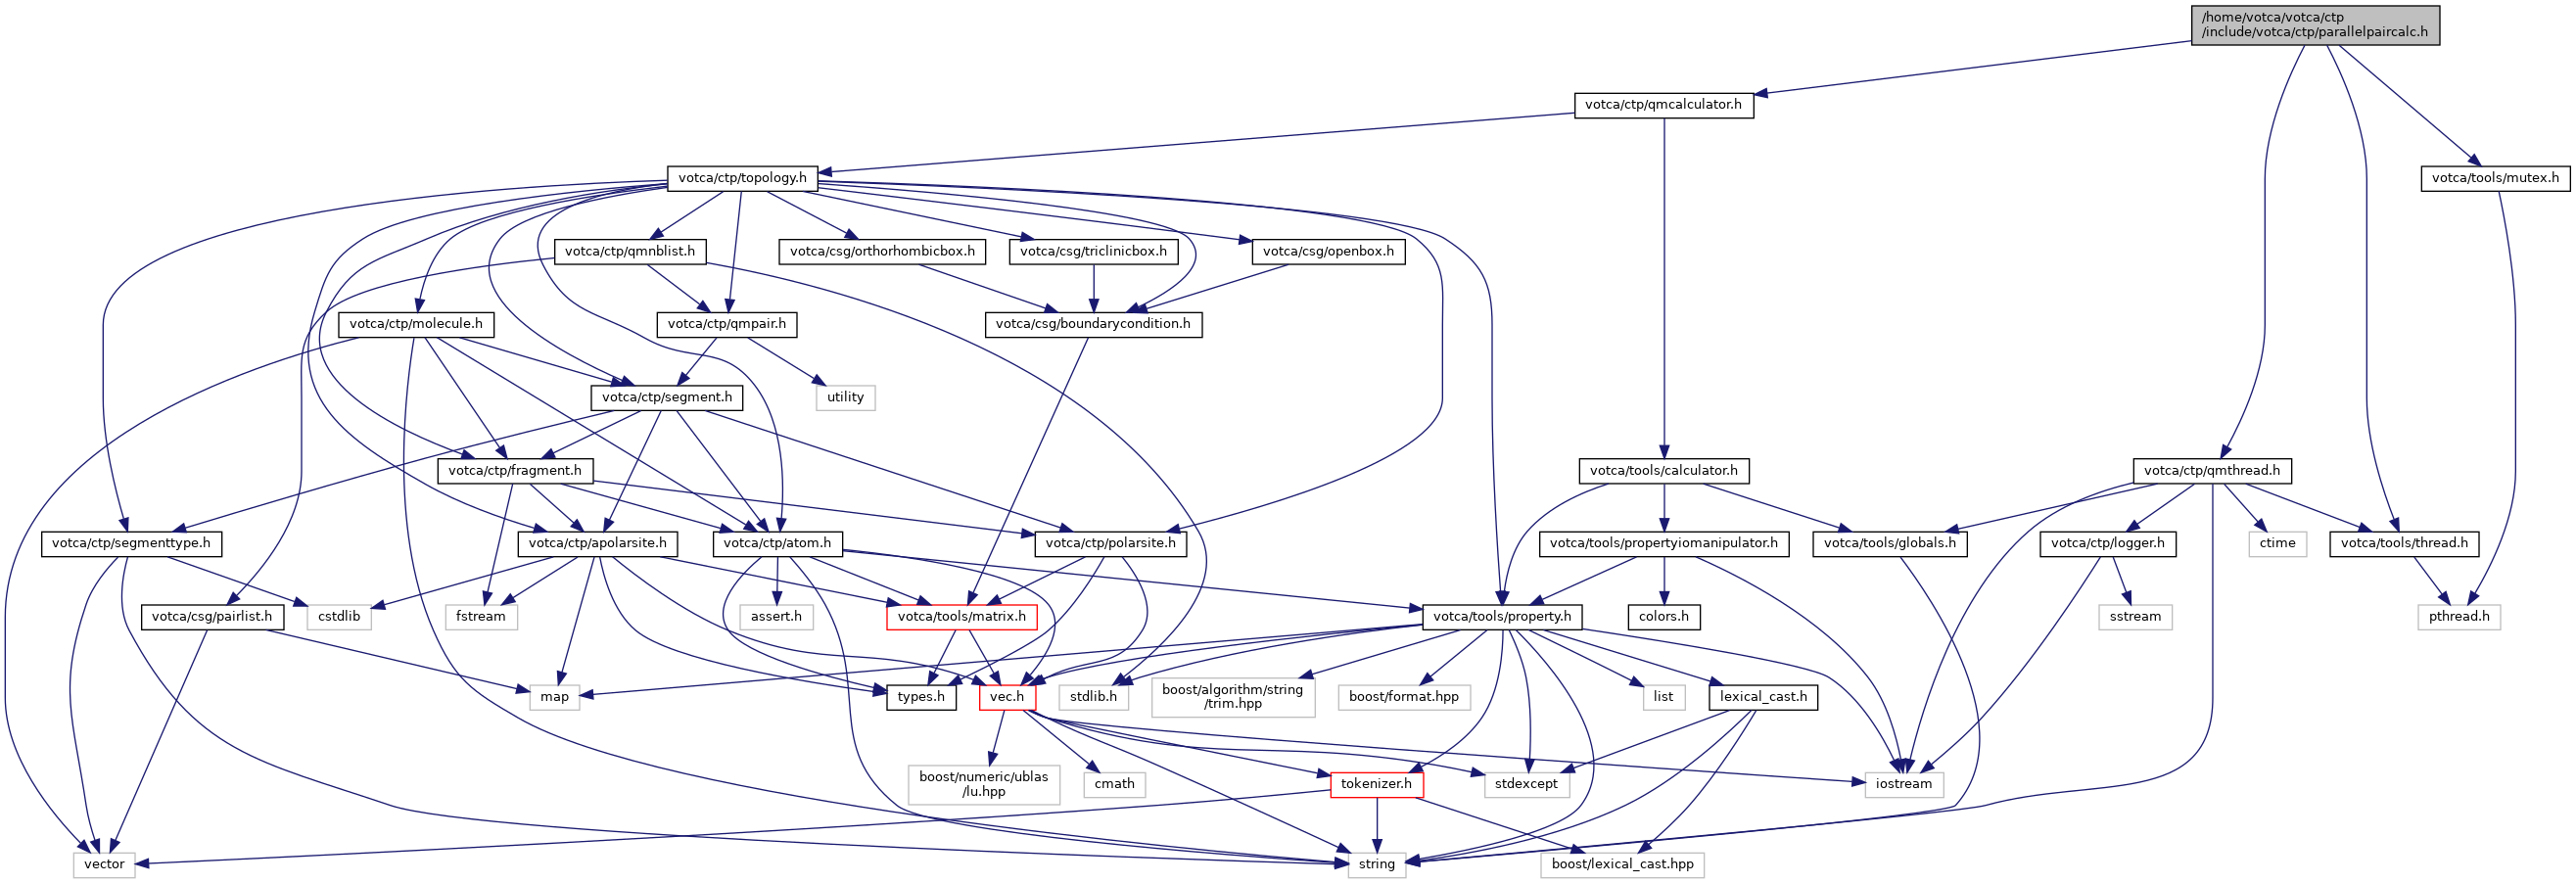 /home/votca/votca/ctp
/include/votca/ctp/parallelpaircalc.h
votca/ctp/qmcalculator.h
votca/ctp/topology.h
votca/tools/mutex.h
votca/ctp/qmnblist.h
votca/csg/orthorhombicbox.h
votca/csg/triclinicbox.h
votca/csg/openbox.h
votca/ctp/molecule.h
votca/ctp/qmpair.h
votca/csg/boundarycondition.h
votca/ctp/segment.h
utility
votca/ctp/fragment.h
votca/tools/calculator.h
votca/ctp/qmthread.h
votca/ctp/segmenttype.h
votca/ctp/apolarsite.h
votca/ctp/atom.h
votca/ctp/polarsite.h
votca/tools/propertyiomanipulator.h
votca/tools/globals.h
votca/ctp/logger.h
ctime
votca/tools/thread.h
votca/csg/pairlist.h
cstdlib
fstream
assert.h
votca/tools/matrix.h
votca/tools/property.h
colors.h
sstream
pthread.h
map
types.h
vec.h
stdlib.h
boost/algorithm/string
/trim.hpp
boost/format.hpp
list
lexical_cast.h
boost/numeric/ublas
/lu.hpp
cmath
tokenizer.h
stdexcept
iostream
vector
string
boost/lexical_cast.hpp